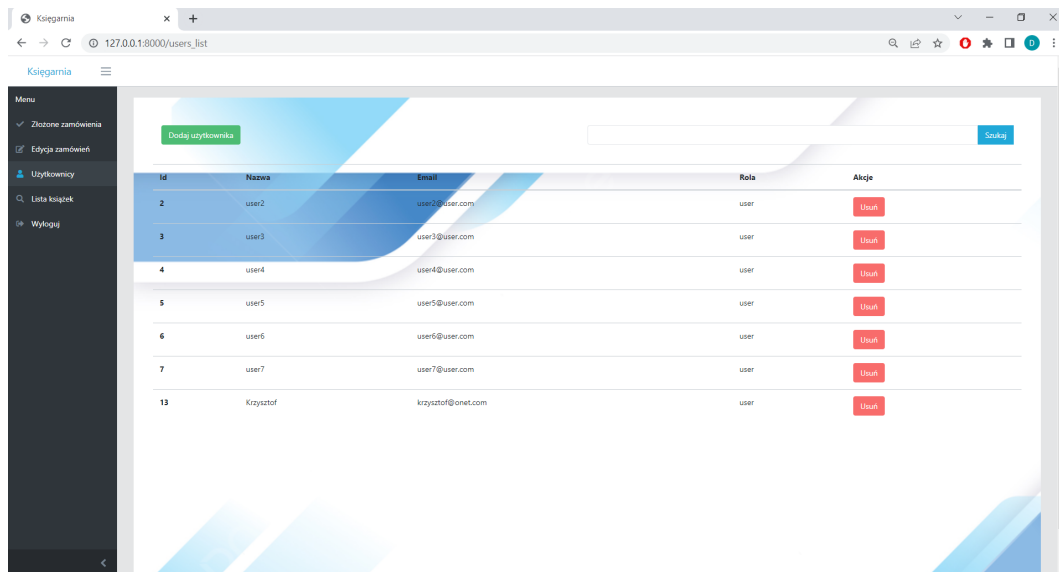 Księgarnia
127.0.0.1:8000/users_list
D
Księgarnia
Menu
Złożone zamówienia
Edycja zamówień
Użytkownicy
Lista książek
Wyloguj
Dodaj użytkownika
Szukaj
Id Nazwa Email Rola Akcje
2 user2 user2@user.com user Usuń
3 user3 user3@user.com user Usuń
4 user4 user4@user.com user Usuń
5 user5 user5@user.com user Usuń
6 user6 user6@user.com user Usuń
7 user7 user7@user.com user Usuń
13 Krzysztof krzysztof@onet.com user Usuń